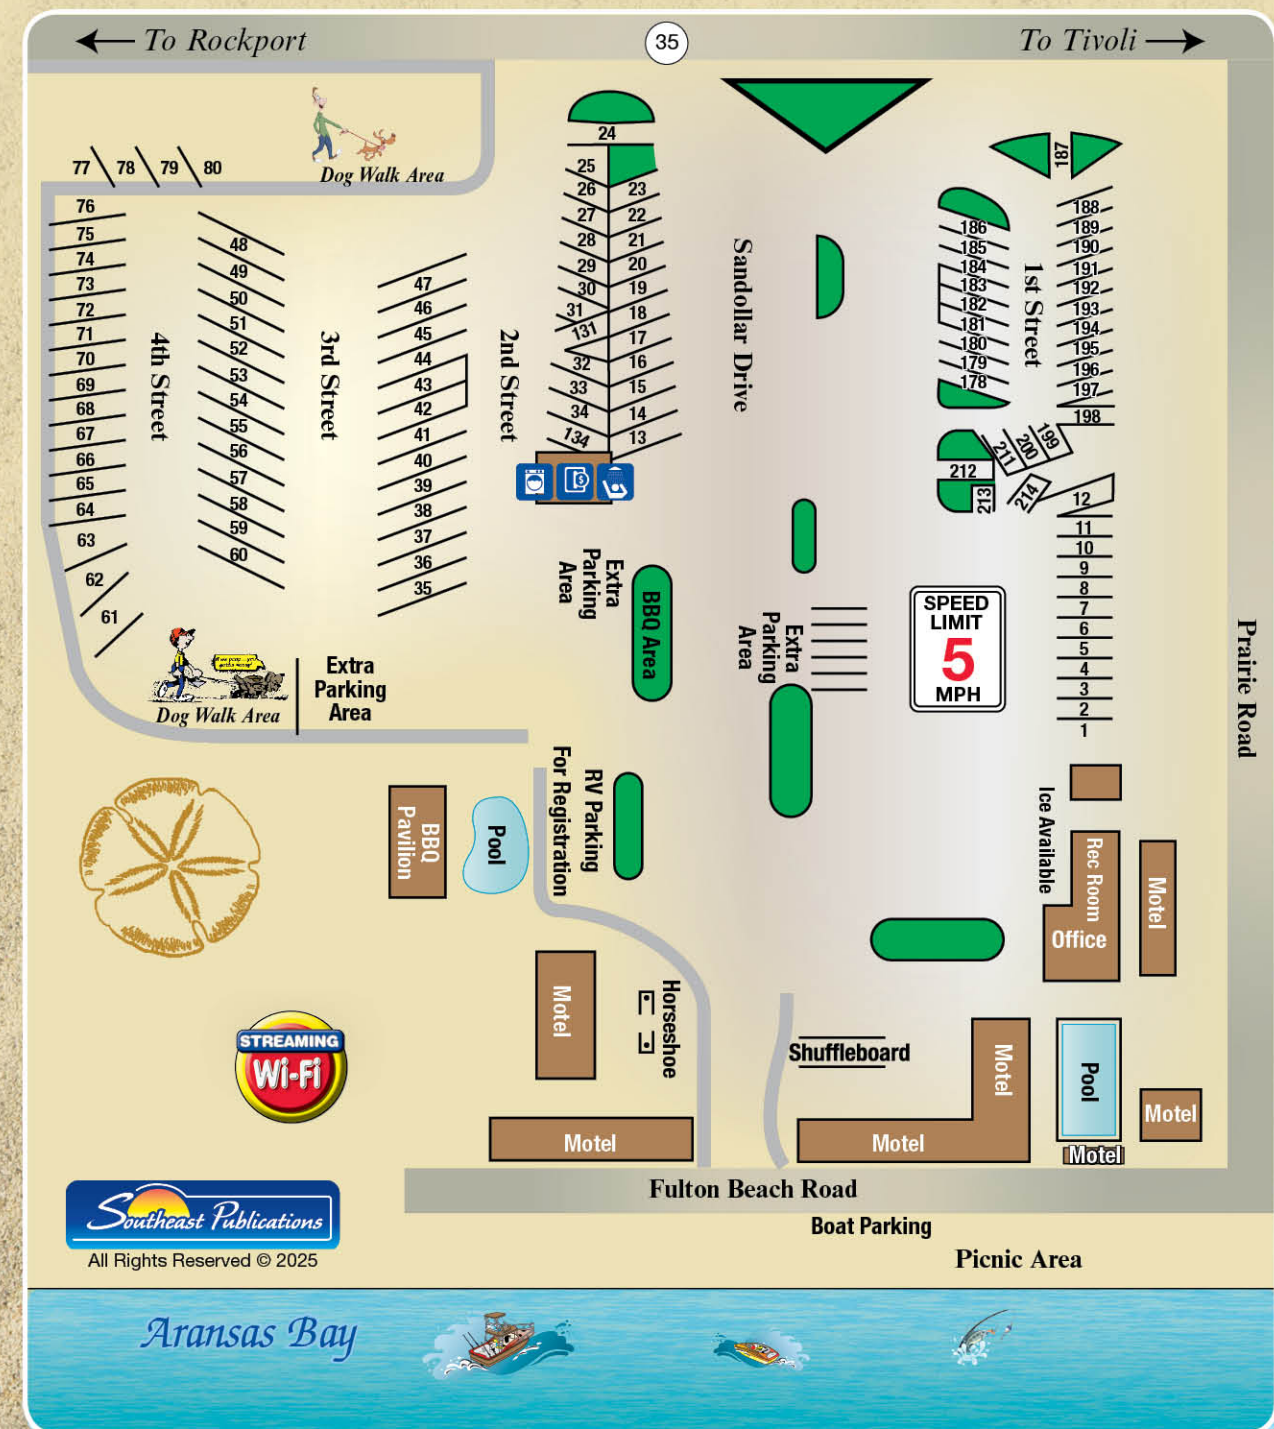 To Rockport
35
To Tivoli
Dog Walk Area
77
78
79
80
76
75
74
73
72
71
70
69
68
67
66
65
64
63
62
61
4th Street
48
49
50
51
52
53
54
55
56
57
58
59
60
3rd Street
47
46
45
44
43
42
41
40
39
38
37
36
35
2nd Street
24
25
26
27
28
29
30
31
131
32
33
34
134
23
22
21
20
19
18
17
16
15
14
13
Sandollar Drive
186
185
184
183
182
181
180
179
178
1st Street
187
188
189
190
191
192
193
194
195
196
197
198
199
200
211
212
213
214
12
11
10
9
8
7
6
5
4
3
2
1
SPEED
LIMIT
5
MPH
Prairie Road
Extra
Parking
Area
BBQ Area
Extra
Parking
Area
Dog Walk Area
Extra
Parking
Area
RV Parking
For Registration
BBQ
Pavilion
Pool
Ice Available
Rec Room
Office
Motel
Motel
Horseshoe
Shuffleboard
Motel
Pool
Motel
Motel
Motel
Motel
STREAMING
Wi-Fi
Fulton Beach Road
Boat Parking
Picnic Area
Southeast Publications
All Rights Reserved © 2025
Aransas Bay